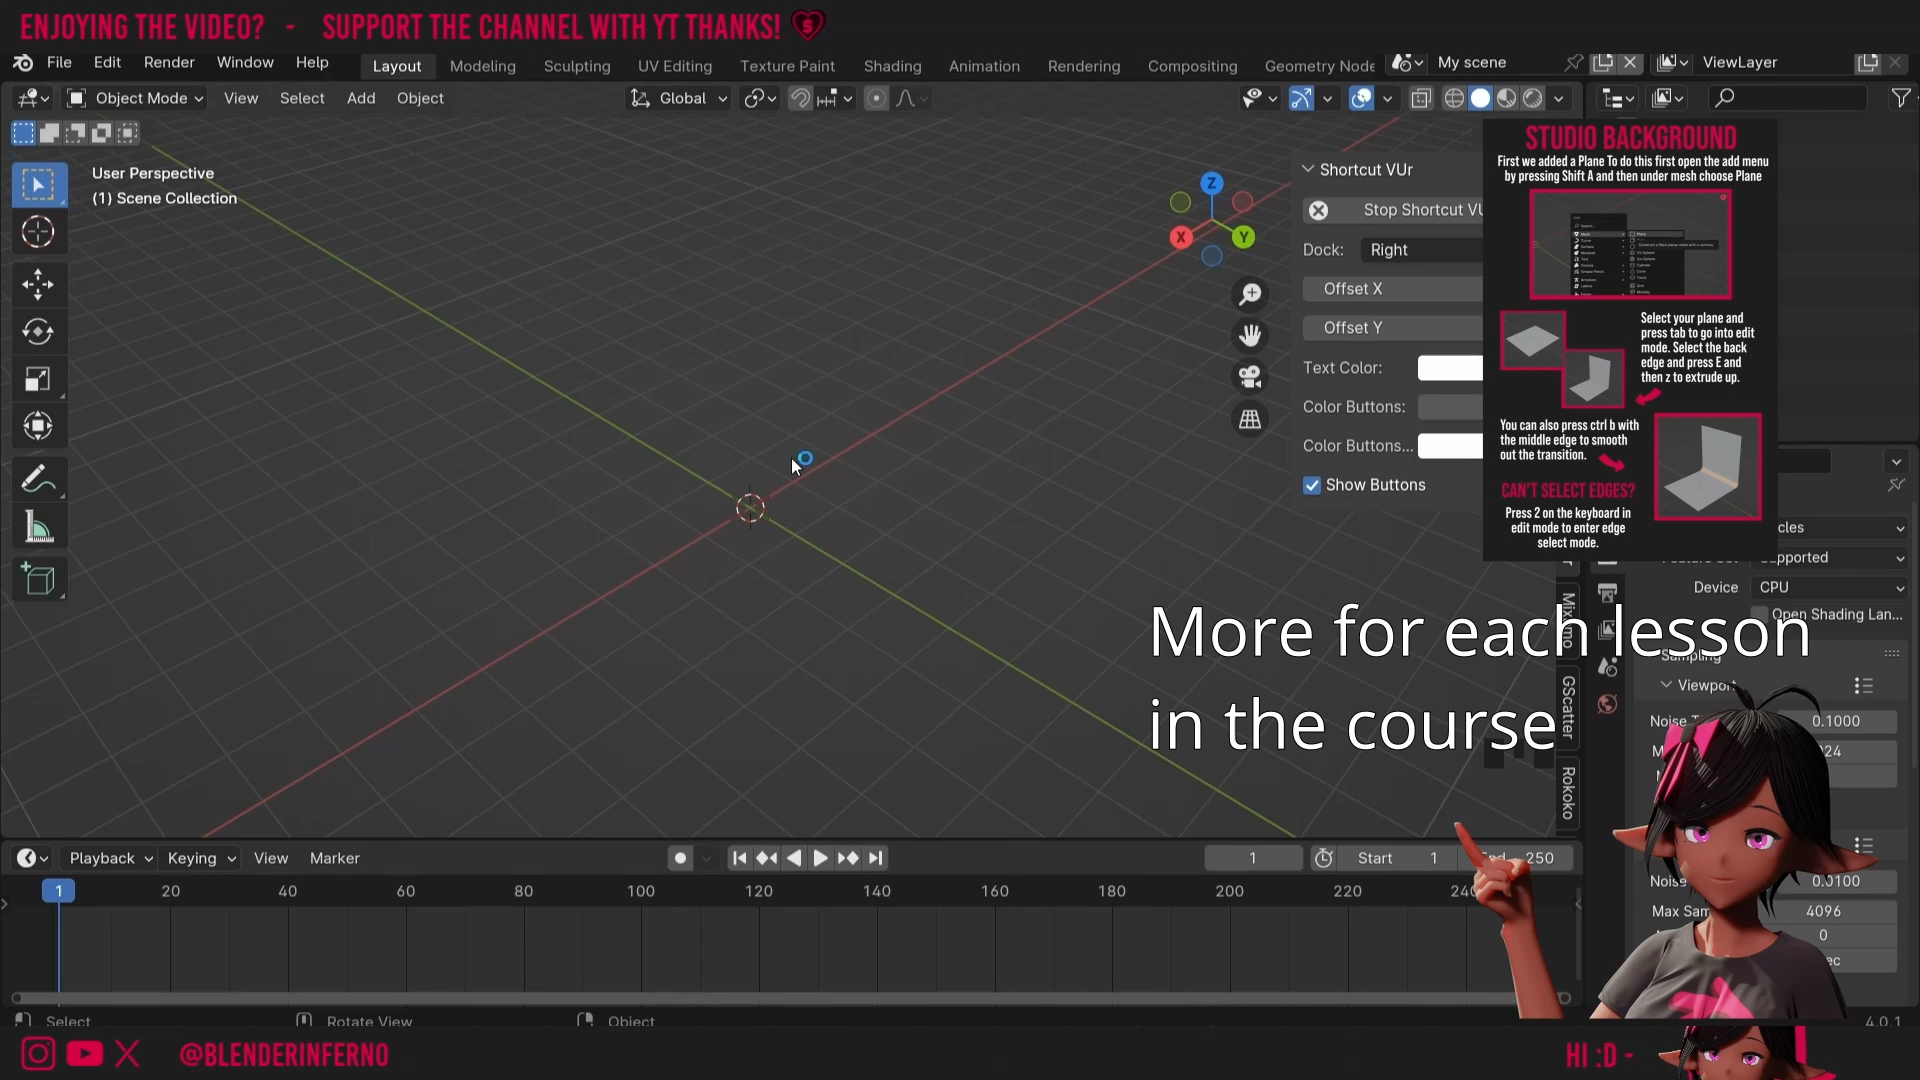 ENJOYING THE VIDEO? - SUPPORT THE CHANNEL WITH YT THANKS!
File Edit Render Window Help Layout Modeling Sculpting UV Editing Texture Paint Shading Animation Rendering Compositing Geometry Node My scene ViewLayer
Object Mode View Select Add Object Global
User Perspective
(1) Scene Collection
Z
X
Y
Shortcut VUr
Stop Shortcut VU
Dock: Right
Offset X
Offset Y
Text Color:
Color Buttons:
Color Buttons...
Show Buttons
STUDIO BACKGROUND
First we added a Plane To do this first open the add menu
by pressing Shift A and then under mesh choose Plane
Select your plane and
press tab to go into edit
mode. Select the back
edge and press E and
then z to extrude up.
You can also press ctrl b with
the middle edge to smooth
out the transition.
CAN'T SELECT EDGES?
Press 2 on the keyboard in
edit mode to enter edge
select mode.
cles
pported
Device CPU
Open Shading Lan...
More for each lesson
in the course
Sampling
Viewport
Noise T 0.1000
24
GScatter
Rokoko
Noise 0.0100
Max Sam 4096
0
ec
Playback Keying View Marker 1 Start 1 End 250
1 20 40 60 80 100 120 140 160 180 200 220 240
Select Rotate View Object 4.0.1
@BLENDERINFERNO
HI :D -